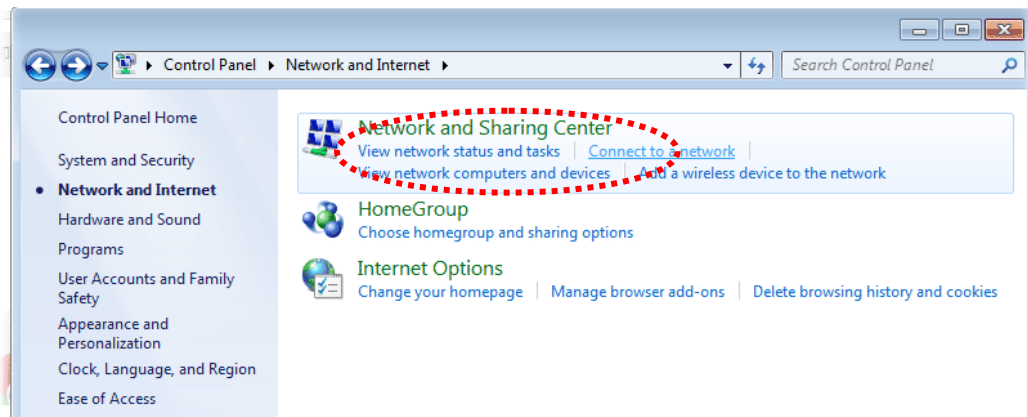 Control Panel
Network and Internet
Search Control Panel
Control Panel Home
System and Security
Network and Internet
Hardware and Sound
Programs
User Accounts and Family
Safety
Appearance and
Personalization
Clock, Language, and Region
Ease of Access
Network and Sharing Center
View network status and tasks
Connect to a network
View network computers and devices
Add a wireless device to the network
HomeGroup
Choose homegroup and sharing options
Internet Options
Change your homepage
Manage browser add-ons
Delete browsing history and cookies